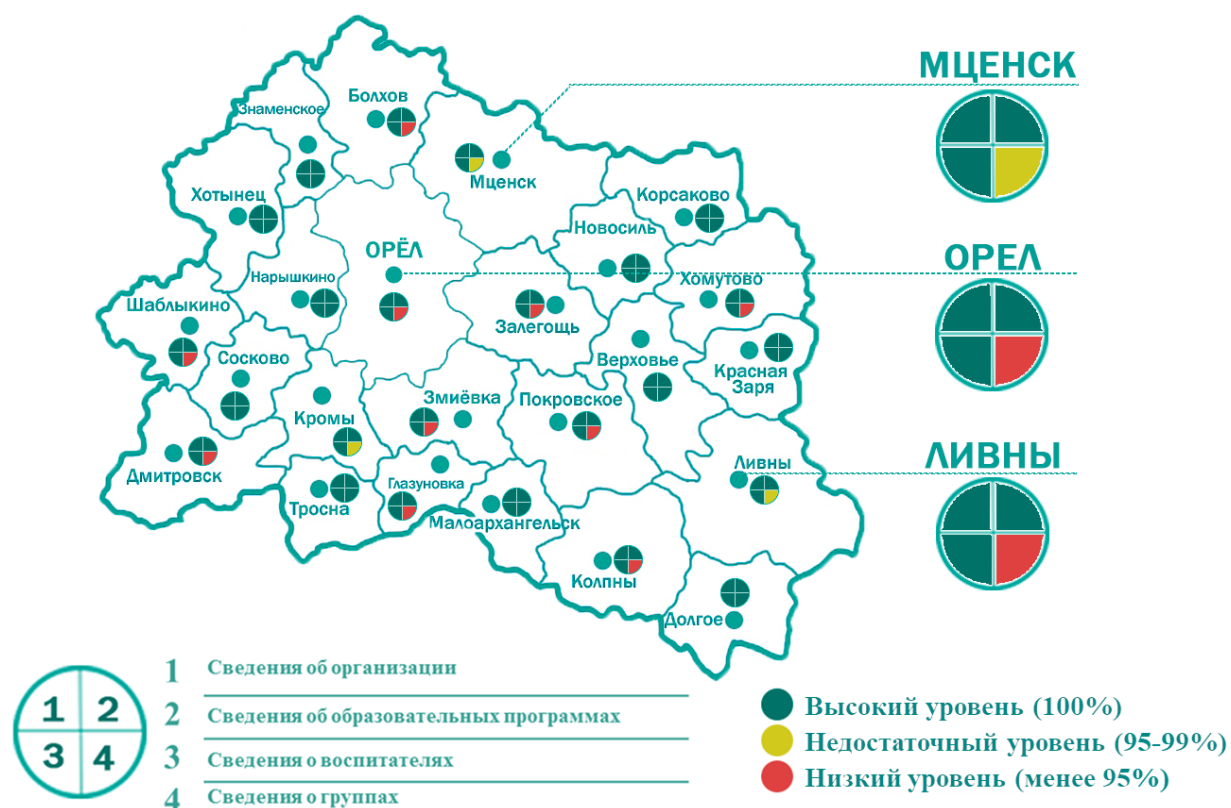 МЦЕНСК
Болхов
Знаменское
Мценск
Хотынец
Корсаково
Новосиль
ОРЁЛ
ОРЕЛ
Нарышкино
Хомутово
Шаблыкино
Залегощь
Сосково
Верховье
Красная
Заря
Змиёвка
Покровское
Кромы
ЛИВНЫ
Ливны
Дмитровск
Глазуновка
Тросна
Малоархангельск
Колпны
Долгое
1 2
3 4
1 Сведения об организации
2 Сведения об образовательных программах
3 Сведения о воспитателях
4 Сведения о группах
Высокий уровень (100%)
Недостаточный уровень (95-99%)
Низкий уровень (менее 95%)